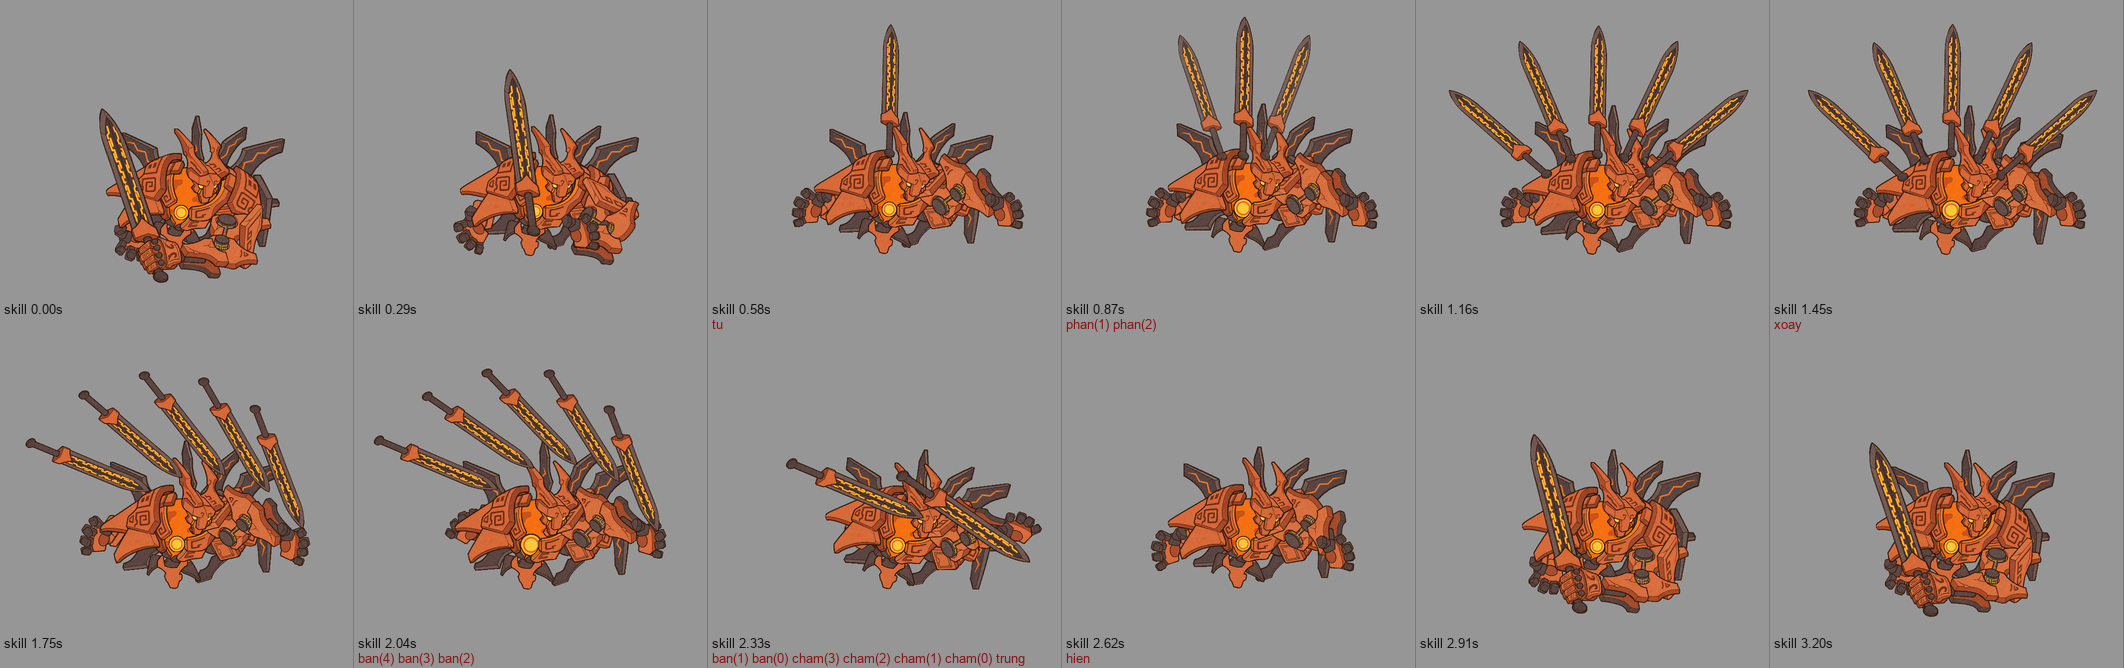 skill 0.00s
skill 0.29s
skill 0.58s
tu
skill 0.87s
phan(1) phan(2)
skill 1.16s
skill 1.45s
xoay
skill 1.75s
skill 2.04s
ban(4) ban(3) ban(2)
skill 2.33s
ban(1) ban(0) cham(3) cham(2) cham(1) cham(0) trung
skill 2.62s
hien
skill 2.91s
skill 3.20s